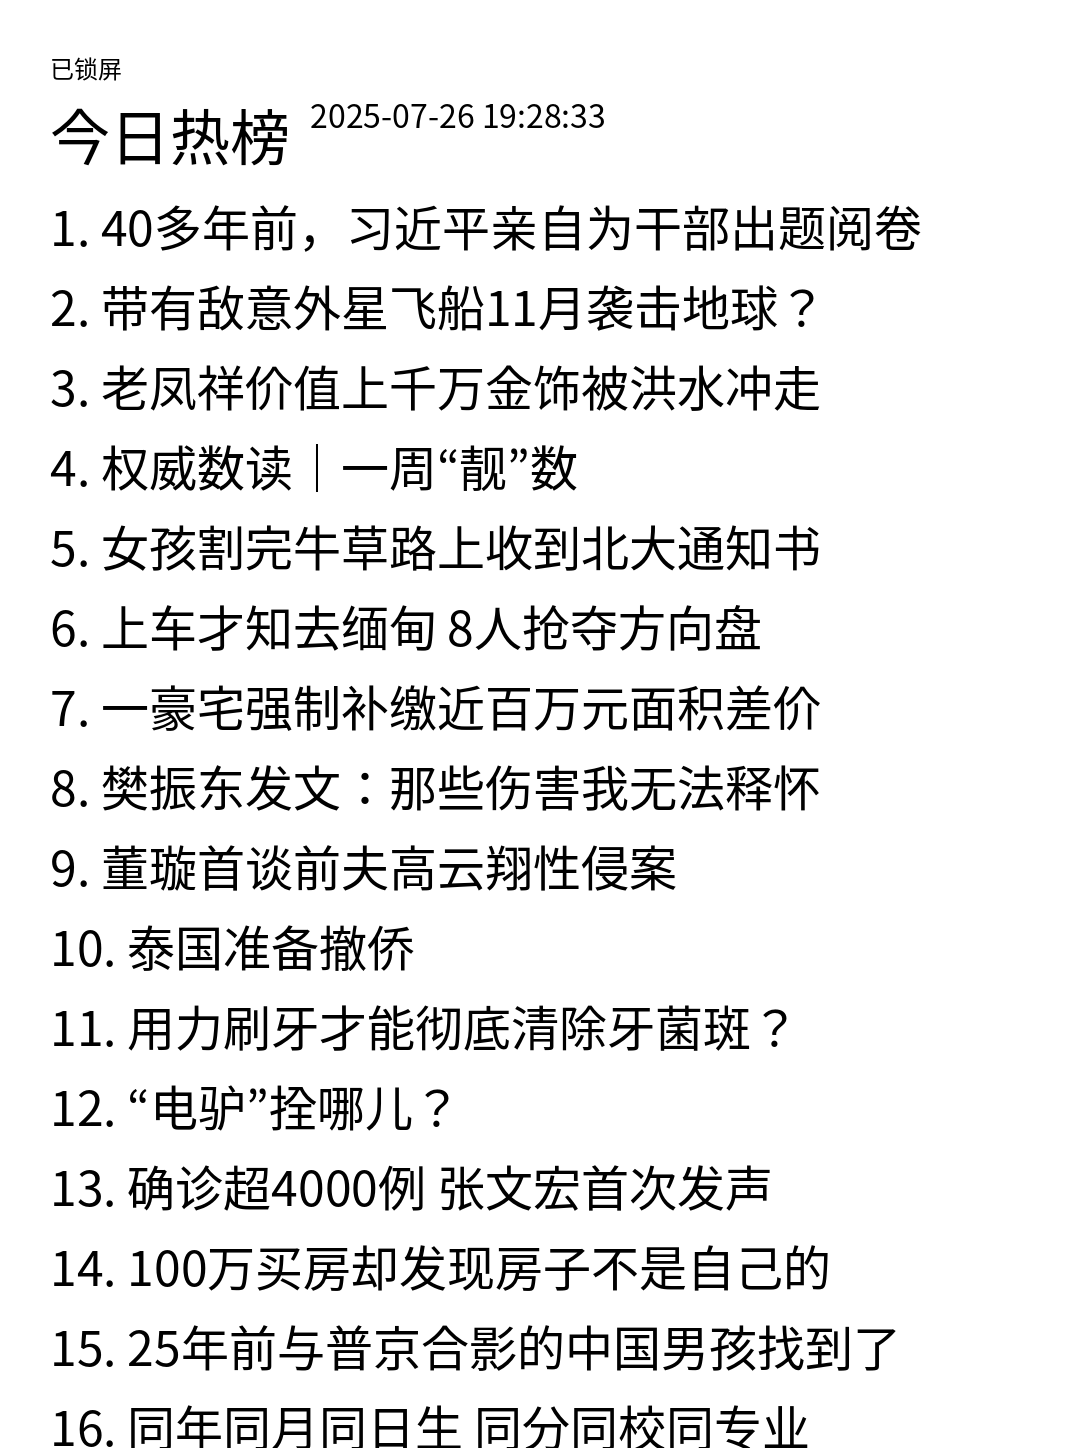 已锁屏
今日热榜 2025-07-26 19:28:33
1. 40多年前，习近平亲自为干部出题阅卷
2. 带有敌意外星飞船11月袭击地球？
3. 老凤祥价值上千万金饰被洪水冲走
4. 权威数读｜一周“靓”数
5. 女孩割完牛草路上收到北大通知书
6. 上车才知去缅甸 8人抢夺方向盘
7. 一豪宅强制补缴近百万元面积差价
8. 樊振东发文：那些伤害我无法释怀
9. 董璇首谈前夫高云翔性侵案
10. 泰国准备撤侨
11. 用力刷牙才能彻底清除牙菌斑？
12. “电驴”拴哪儿？
13. 确诊超4000例 张文宏首次发声
14. 100万买房却发现房子不是自己的
15. 25年前与普京合影的中国男孩找到了
16. 同年同月同日生 同分同校同专业